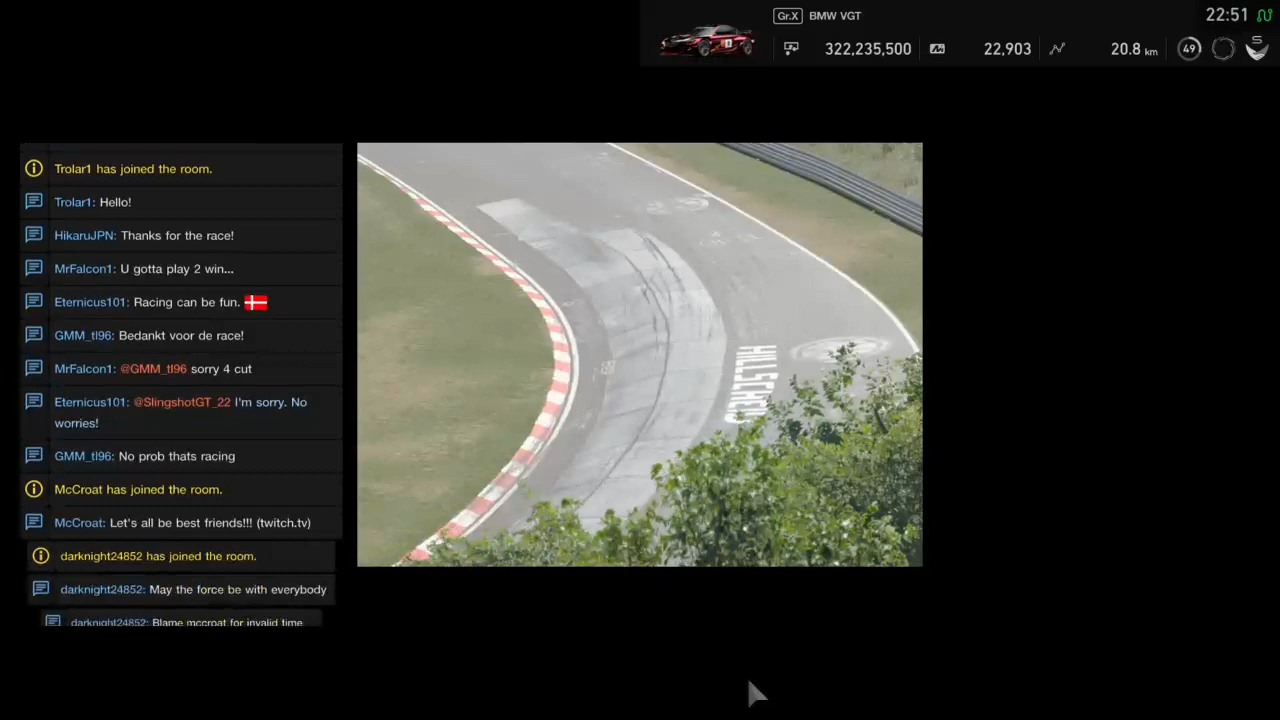 Gr.X BMW VGT
22:51
322,235,500 22,903 20.8 km 49 S
Trolar1 has joined the room.
Trolar1: Hello!
HikaruJPN: Thanks for the race!
MrFalcon1: U gotta play 2 win...
Eternicus101: Racing can be fun. 🇩🇰
GMM_tl96: Bedankt voor de race!
MrFalcon1: @GMM_tl96 sorry 4 cut
Eternicus101: @SlingshotGT_22 I'm sorry. No
worries!
GMM_tl96: No prob thats racing
McCroat has joined the room.
McCroat: Let's all be best friends!!! (twitch.tv)
darknight24852 has joined the room.
darknight24852: May the force be with everybody
darknight24852: Blame mccroat for invalid time